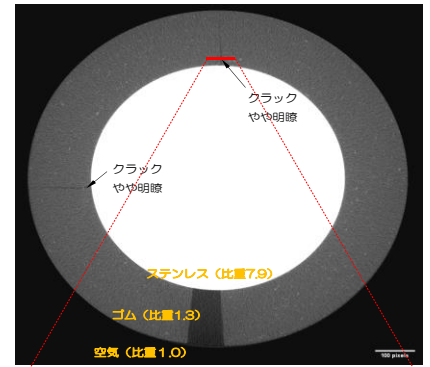 クラック
やや明瞭
クラック
やや明瞭
ステンレス（比重7.9）
ゴム（比重1.3）
空気（比重1.0）
100 pixels